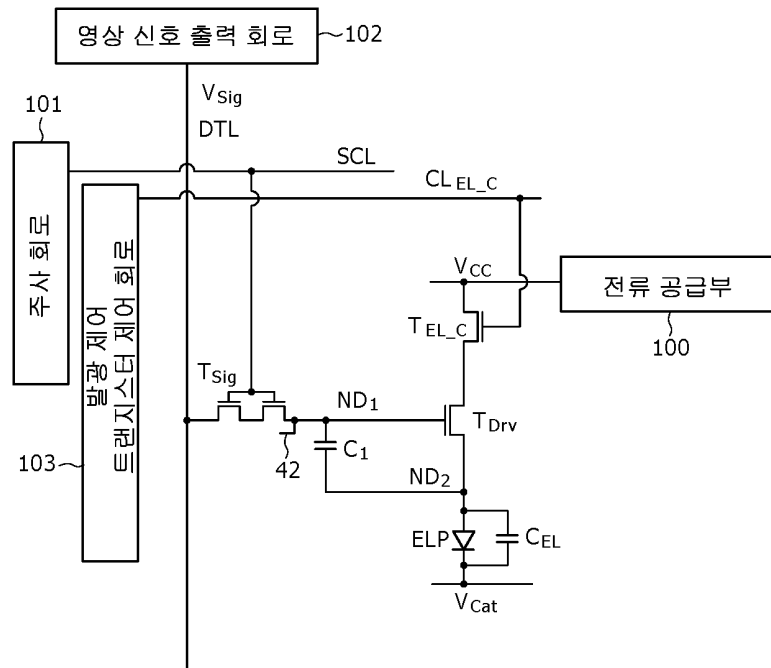 영상 신호 출력 회로
102
V_Sig
DTL
101
SCL
CL_EL_C
주사 회로
발광 제어
트랜지스터 제어 회로
103
V_CC
전류 공급부
100
T_EL_C
T_Sig
ND_1
T_Drv
42
C_1
ND_2
ELP
C_EL
V_Cat